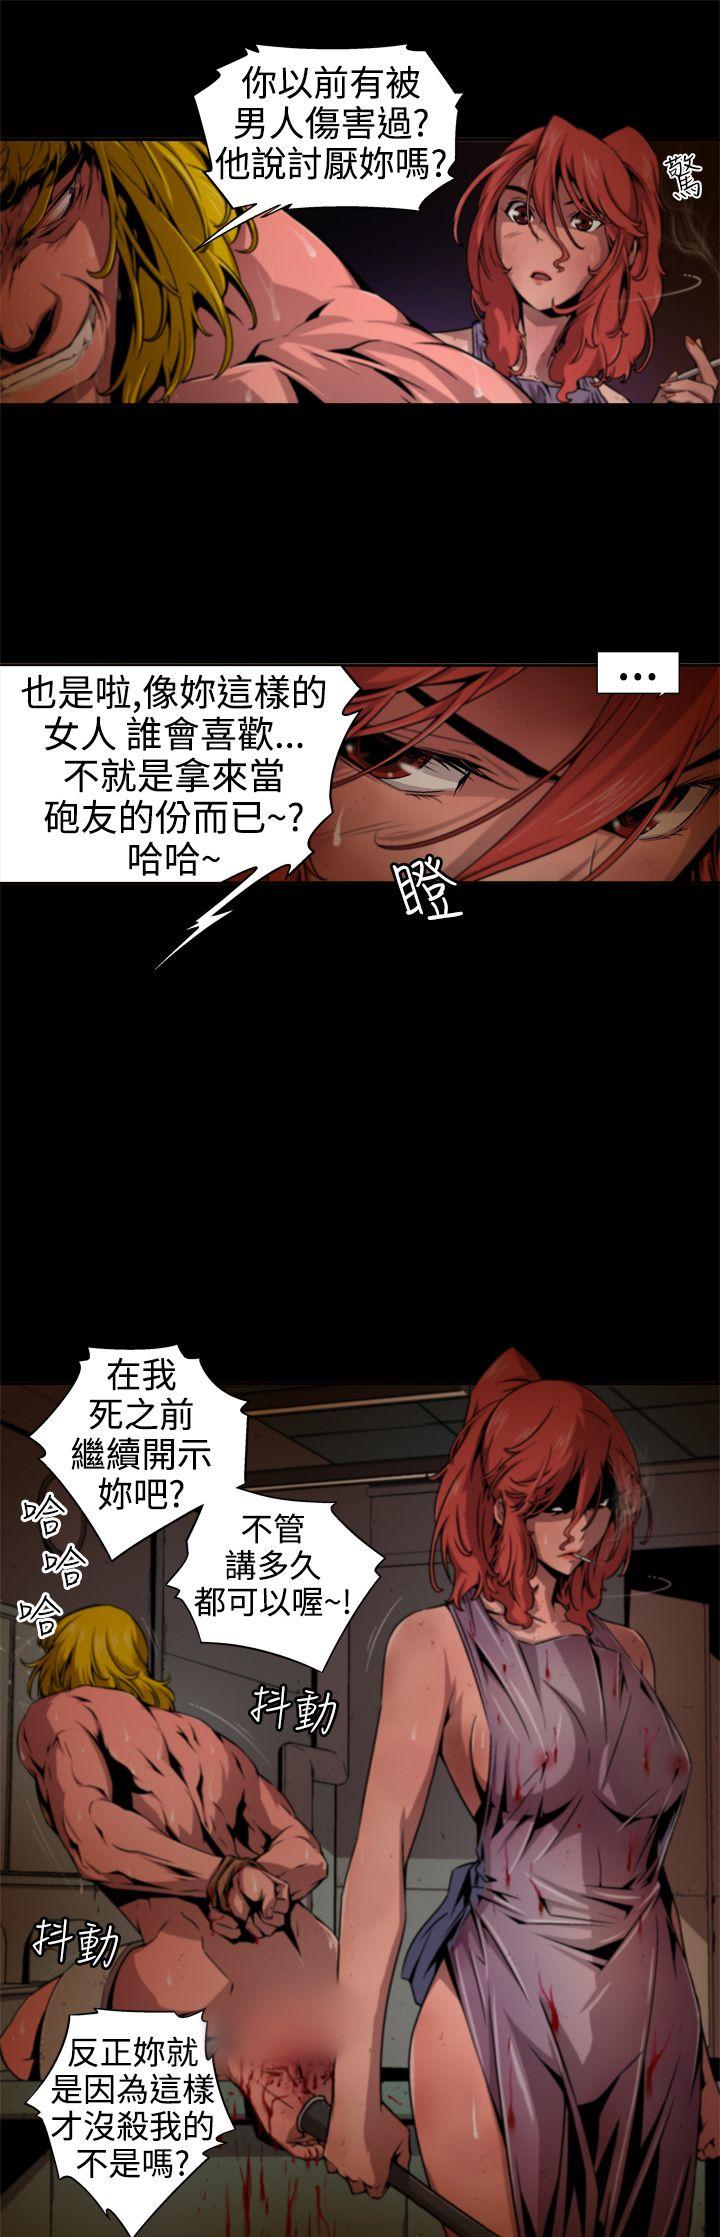 你以前有被
男人傷害過?
他說討厭妳嗎?
驚
...
也是啦,像妳這樣的
女人 誰會喜歡...
不就是拿來當
砲友的份而已~?
哈哈~
瞪
在我
死之前
繼續開示
妳吧?
不管
講多久
都可以喔~!
哈
哈
哈
抖動
抖動
反正妳就
是因為這樣
才沒殺我的
不是嗎?